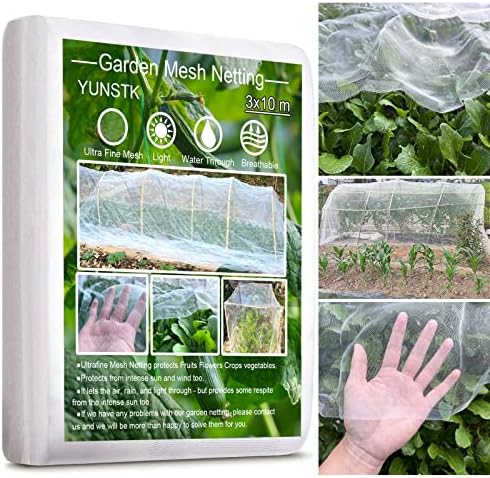 Garden Mesh Netting
YUNSTK
3x10 m
Ultra Fine Mesh Light Water Through Breathable
●Ultrafine Mesh Netting protects Fruits Flowers Crops vegetables.
●Protects from intense sun and wind too.
●It lets the air, rain, and light through - but provides some respite
from the intense sun too.
●If we have any problems with our garden netting, please contact
us and we will be more than happy to solve them for you.